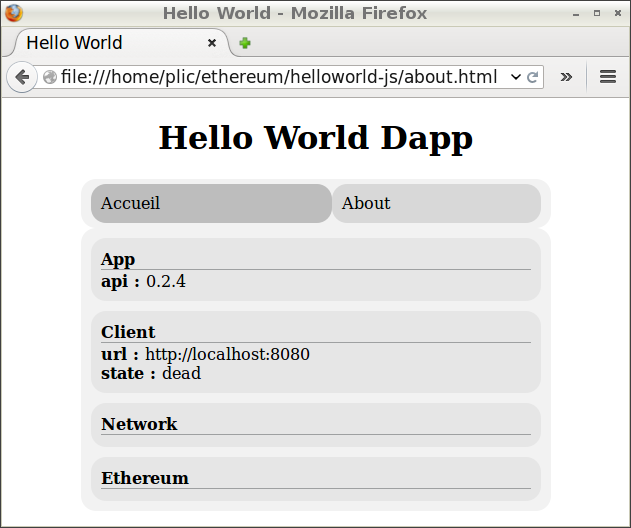 Hello World - Mozilla Firefox
Hello World
file:///home/plic/ethereum/helloworld-js/about.html
Hello World Dapp
Accueil
About
App
api : 0.2.4
Client
url : http://localhost:8080
state : dead
Network
Ethereum